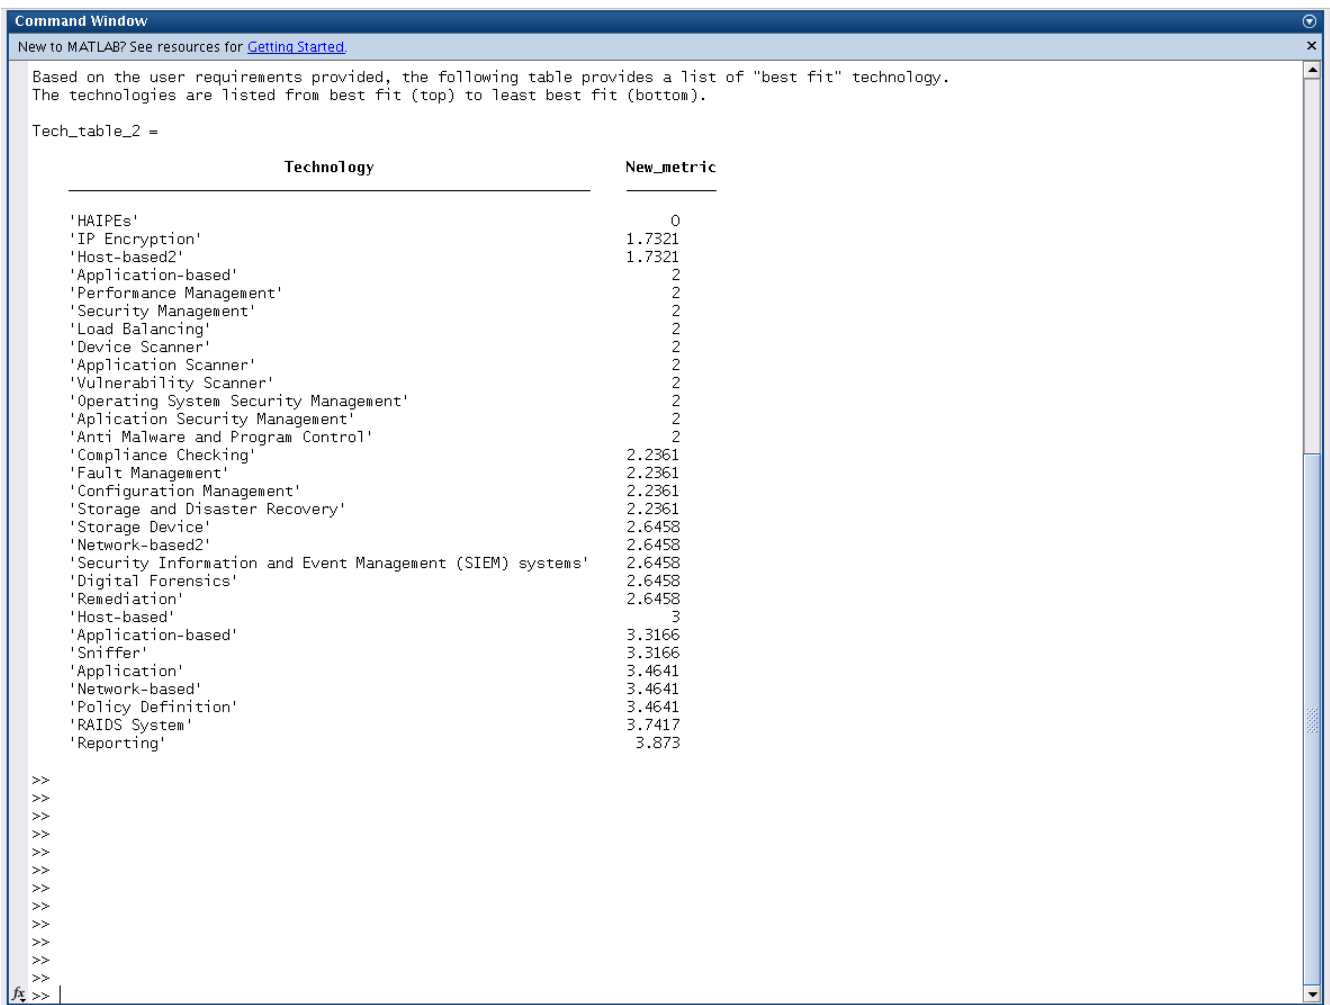 Command Window
New to MATLAB? See resources for Getting Started.
Based on the user requirements provided, the following table provides a list of "best fit" technology.
The technologies are listed from best fit (top) to least best fit (bottom).
Tech_table_2 =
Technology New_metric
'HAIPEs' 0
'IP Encryption' 1.7321
'Host-based2' 1.7321
'Application-based' 2
'Performance Management' 2
'Security Management' 2
'Load Balancing' 2
'Device Scanner' 2
'Application Scanner' 2
'Vulnerability Scanner' 2
'Operating System Security Management' 2
'Aplication Security Management' 2
'Anti Malware and Program Control' 2
'Compliance Checking' 2.2361
'Fault Management' 2.2361
'Configuration Management' 2.2361
'Storage and Disaster Recovery' 2.2361
'Storage Device' 2.6458
'Network-based2' 2.6458
'Security Information and Event Management (SIEM) systems' 2.6458
'Digital Forensics' 2.6458
'Remediation' 2.6458
'Host-based' 3
'Application-based' 3.3166
'Sniffer' 3.3166
'Application' 3.4641
'Network-based' 3.4641
'Policy Definition' 3.4641
'RAIDS System' 3.7417
'Reporting' 3.873
>>
>>
>>
>>
>>
>>
>>
>>
>>
>>
>>
>>
fx >>